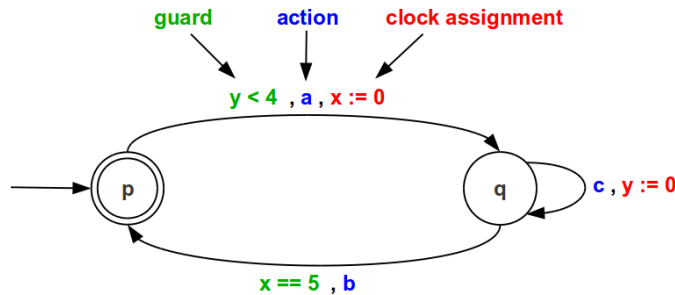 guard action clock assignment
y < 4 , a , x := 0
p q
c , y := 0
x == 5 , b